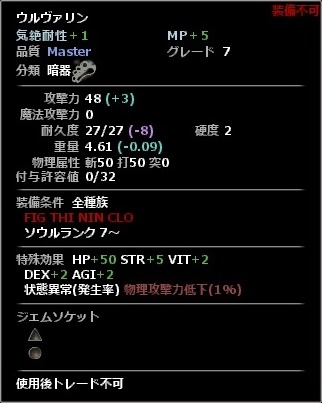 装備不可
ウルヴァリン
気絶耐性+1 MP+5
品質 Master グレード 7
分類 暗器
攻撃力 48 (+3)
魔法攻撃力 0
耐久度 27/27 (-8) 硬度 2
重量 4.61 (-0.09)
物理属性 斬50 打50 突0
付与許容値 0/32
装備条件 全種族
FIG THI NIN CLO
ソウルランク 7～
特殊効果 HP+50 STR+5 VIT+2
DEX+2 AGI+2
状態異常(発生率) 物理攻撃力低下(1%)
ジェムソケット
使用後トレード不可